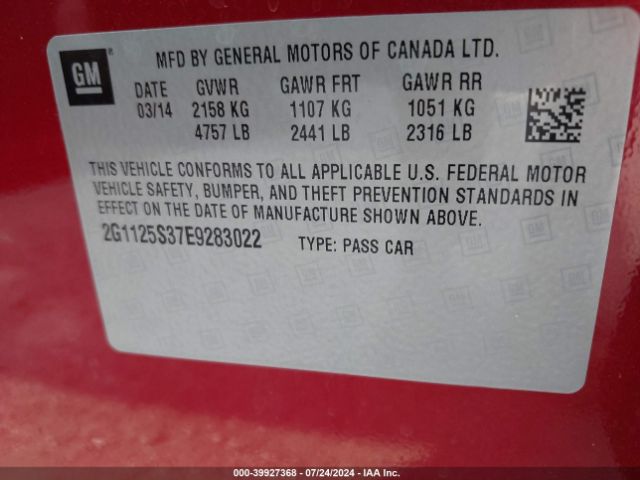 GM
MFD BY GENERAL MOTORS OF CANADA LTD.
DATE GVWR GAWR FRT GAWR RR
03/14 2158 KG 1107 KG 1051 KG
4757 LB 2441 LB 2316 LB
THIS VEHICLE CONFORMS TO ALL APPLICABLE U.S. FEDERAL MOTOR
VEHICLE SAFETY, BUMPER, AND THEFT PREVENTION STANDARDS IN
EFFECT ON THE DATE OF MANUFACTURE SHOWN ABOVE.
2G1125S37E9283022 TYPE: PASS CAR
000-39927368 - 07/24/2024 - IAA Inc.